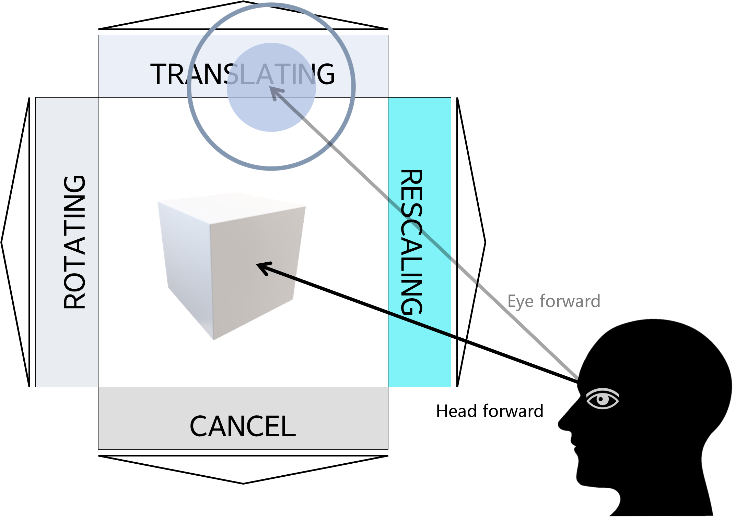 TRANSLATING
ROTATING
RESCALING
Eye forward
Head forward
CANCEL